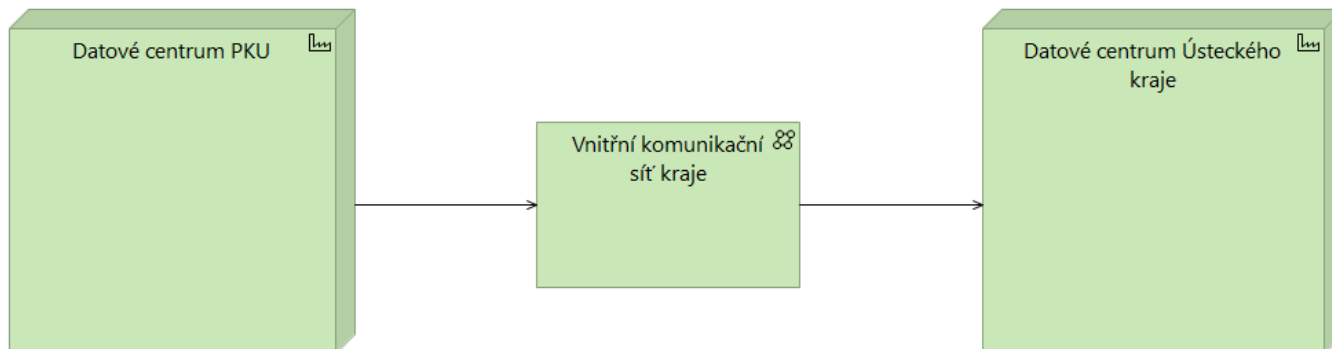 Datové centrum PKU
Vnitřní komunikační
síť kraje
Datové centrum Ústeckého
kraje